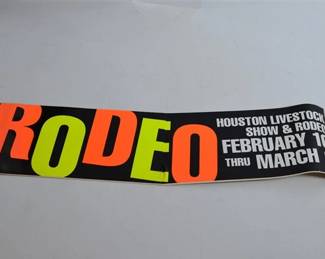 RODEO
HOUSTON LIVESTOCK
SHOW & RODEO
FEBRUARY
THRU MARCH